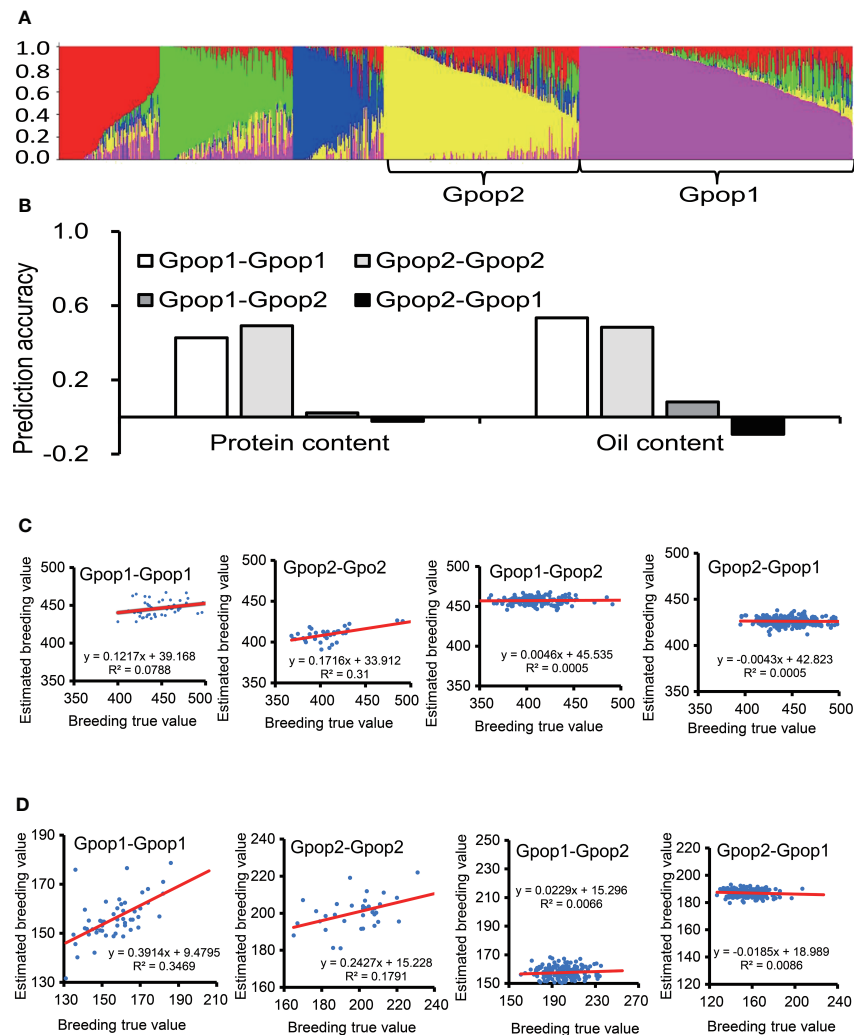 A
1.0
0.8
0.6
0.4
0.2
0.0
Gpop2
Gpop1
B
Prediction accuracy
1.0
0.6
0.2
-0.2
Gpop1-Gpop1
Gpop2-Gpop2
Gpop1-Gpop2
Gpop2-Gpop1
Protein content
Oil content
C
Estimated breeding value
500
450
400
350
Gpop1-Gpop1
y = 0.1217x + 39.168
R² = 0.0788
350 400 450 500
Breeding true value
Estimated breeding value
500
450
400
350
Gpop2-Gpo2
y = 0.1716x + 33.912
R² = 0.31
350 400 450 500
Breeding true value
Estimated breeding value
500
450
400
350
Gpop1-Gpop2
y = 0.0046x + 45.535
R² = 0.0005
350 400 450 500
Breeding true value
Estimated breeding value
500
450
400
350
Gpop2-Gpop1
y = -0.0043x + 42.823
R² = 0.0005
350 400 450 500
Breeding true value
D
Estimated breeding value
190
170
150
130
Gpop1-Gpop1
y = 0.3914x + 9.4795
R² = 0.3469
130 150 170 190 210
Breeding true value
Estimated breeding value
240
220
200
180
160
Gpop2-Gpop2
y = 0.2427x + 15.228
R² = 0.1791
160 180 200 220 240
Breeding true value
Estimated breeding value
250
230
210
190
170
150
Gpop1-Gpop2
y = 0.0229x + 15.296
R² = 0.0066
150 190 230 270
Breeding true value
Estimated breeding value
220
200
180
160
140
120
Gpop2-Gpop1
y = -0.0185x + 18.989
R² = 0.0086
120 160 200 240
Breeding true value